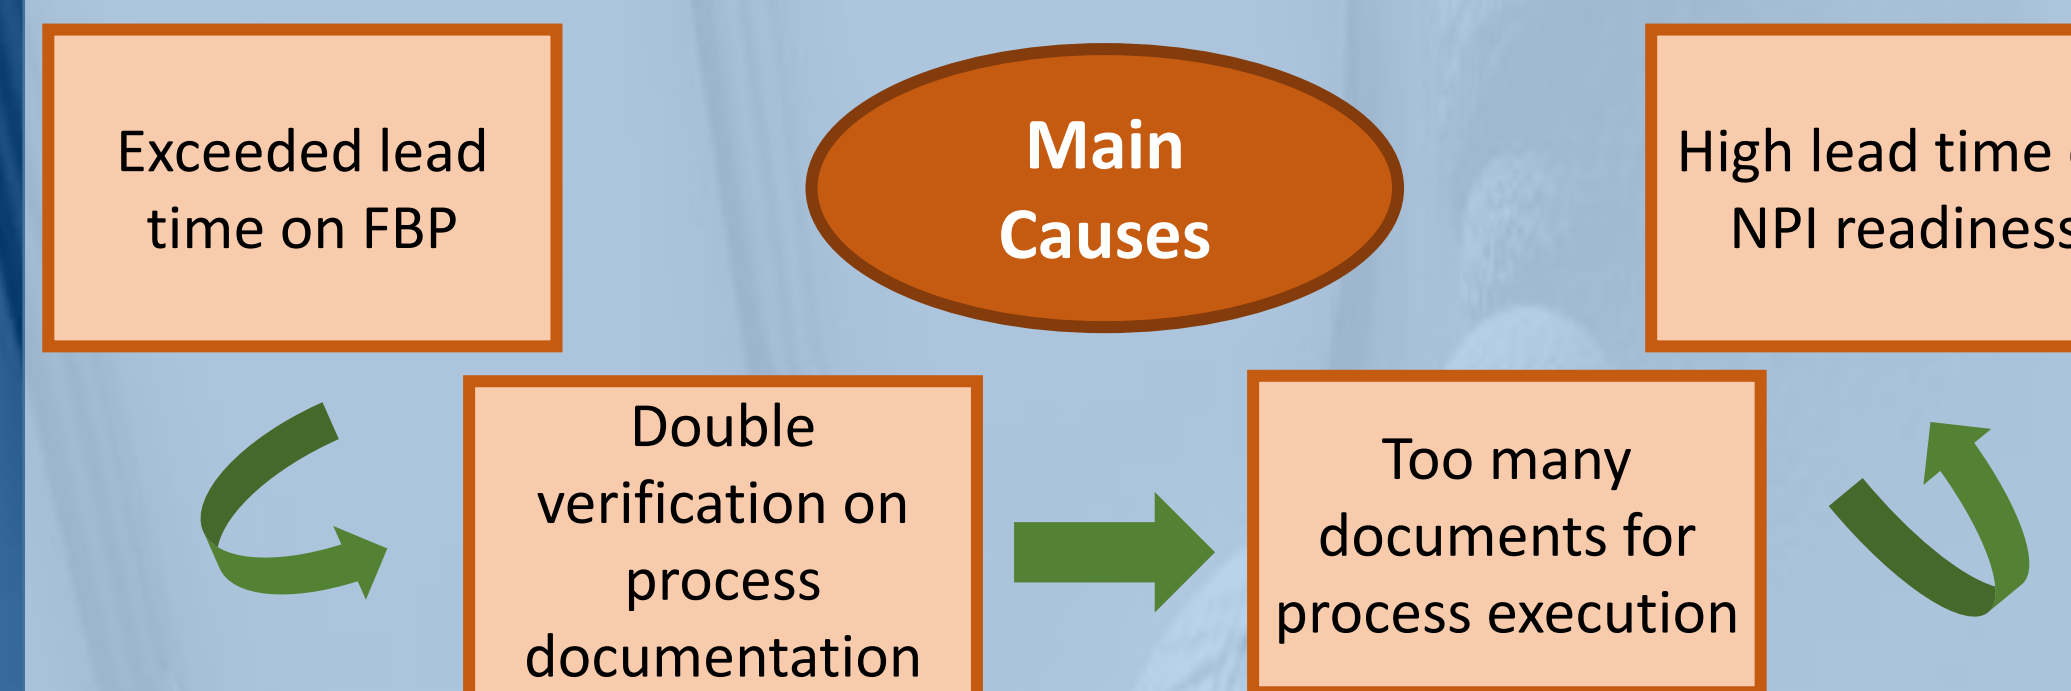 Exceeded lead
time on FBP
Main
Causes
High lead time
NPI readiness
Double
verification on
process
documentation
Too many
documents for
process execution